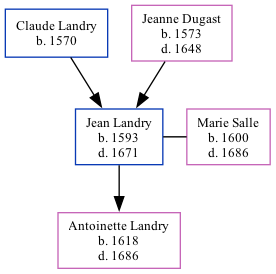 Claude Landry
b. 1570
Jeanne Dugast
b. 1573
d. 1648
Jean Landry
b. 1593
d. 1671
Marie Salle
b. 1600
d. 1686
Antoinette Landry
b. 1618
d. 1686